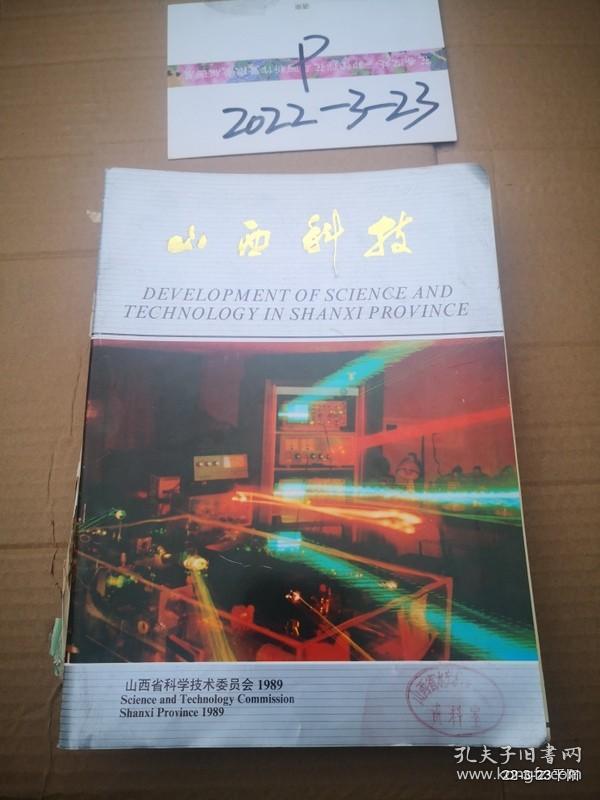 P
2022-3-23
山西科技
DEVELOPMENT OF SCIENCE AND
TECHNOLOGY IN SHANXI PROVINCE
山西省科学技术委员会 1989
Science and Technology Commission
Shanxi Province 1989
资料室
孔夫子旧书网